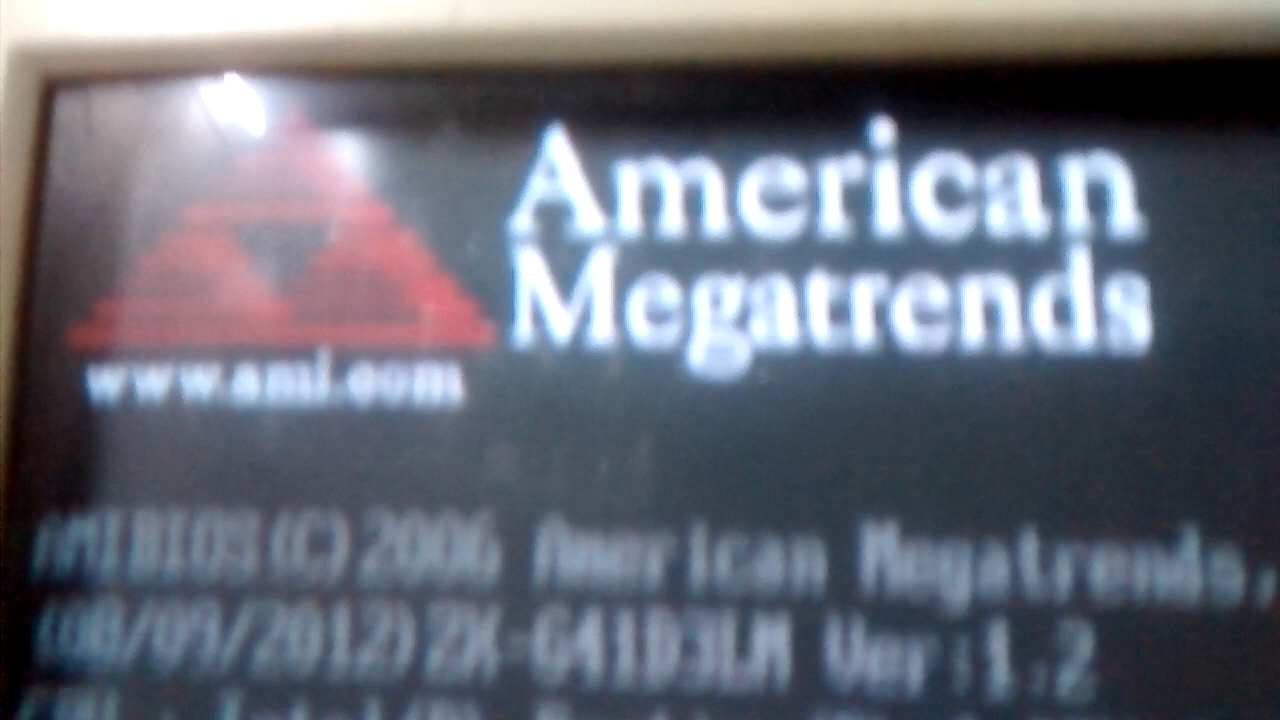 American
Megatrends
www.ami.com
AMIBIOS(C)2006 American Megatrends,
(08/09/2012)ZX-G41D3LM Ver:1.2